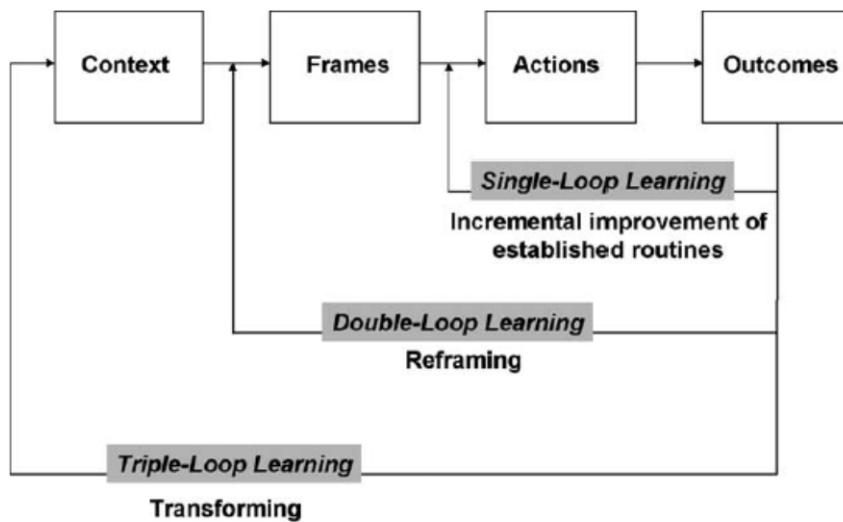 Context
Frames
Actions
Outcomes
Single-Loop Learning
Incremental improvement of
established routines
Double-Loop Learning
Reframing
Triple-Loop Learning
Transforming